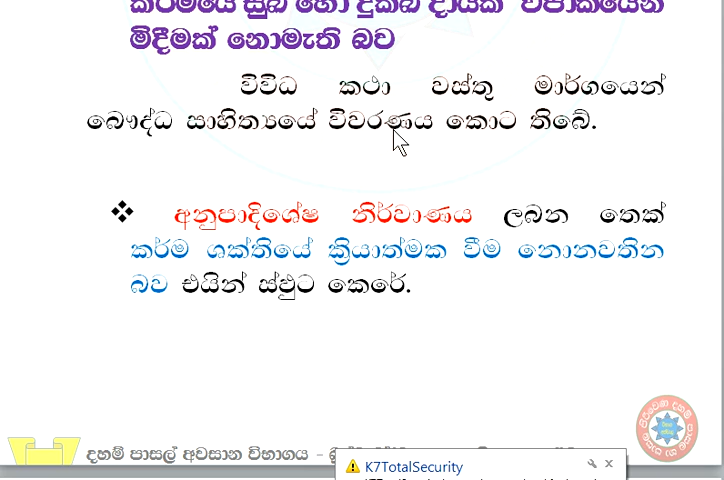 කර්මයේ සුඛ හෝ දුක්ඛ දායක විපාකයෙන්
මිදීමක් නොමැති බව
විවිධ කථා වස්තු මාර්ගයෙන්
බෞද්ධ සාහිත්‍යයේ විවරණය කොට තිබේ.
❖ අනුපාදිශේෂ නිර්වාණය ලබන තෙක්
කර්ම ශක්තියේ ක්‍රියාත්මක වීම නොනවතින
බව එයින් ස්ඵුට කෙරේ.
දහම් පාසල් අවසාන විභාගය -
K7TotalSecurity